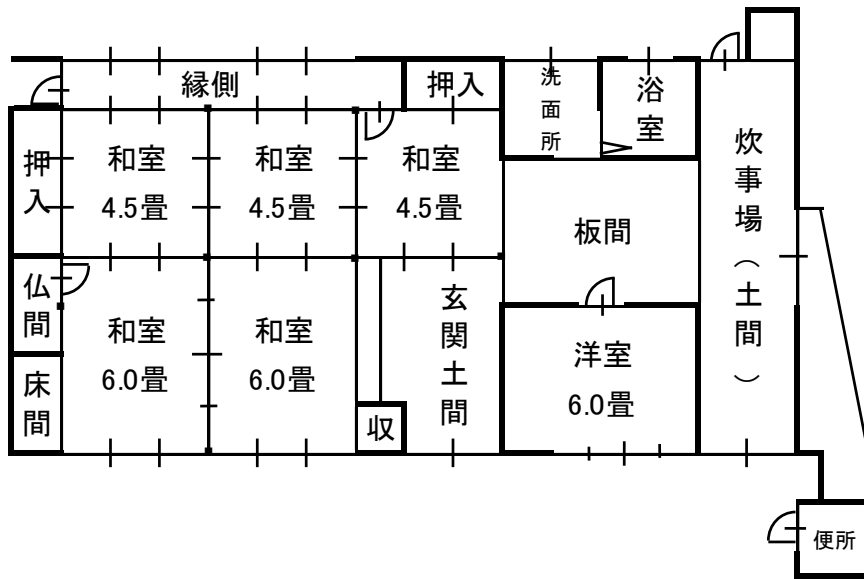 縁側
押入
洗面所
浴室
押入
和室
4.5畳
和室
4.5畳
和室
4.5畳
炊事場(土間)
板間
仏間
和室
6.0畳
和室
6.0畳
玄関土間
洋室
6.0畳
床間
収
便所